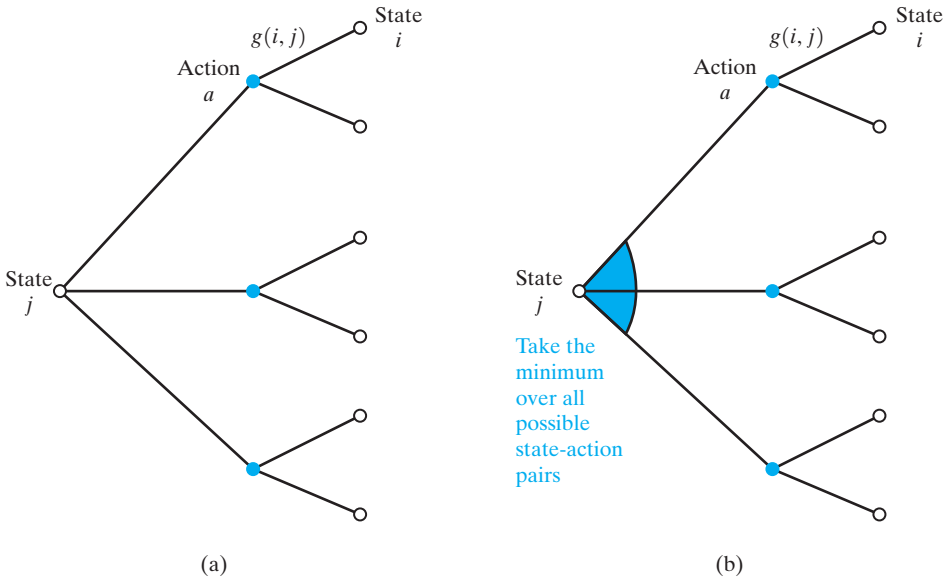 State
i
g(i, j)
Action
a
State
j
(a)
State
i
g(i, j)
Action
a
State
j
Take the
minimum
over all
possible
state-action
pairs
(b)